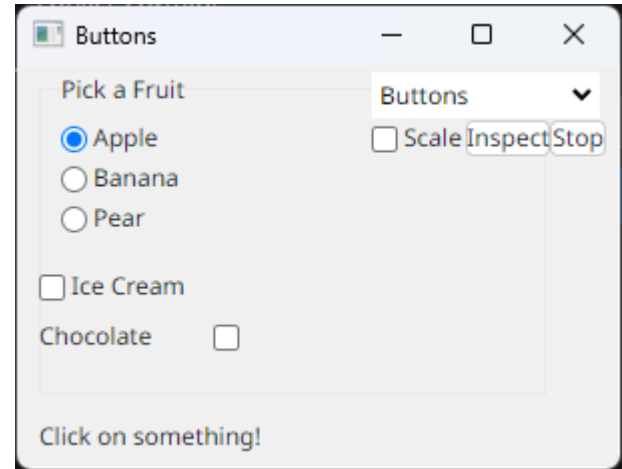 Buttons
Pick a Fruit
Buttons
Apple
Scale Inspect Stop
Banana
Pear
Ice Cream
Chocolate
Click on something!